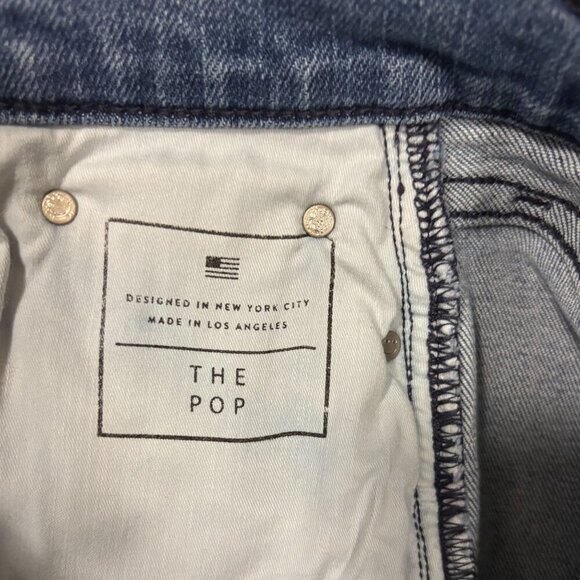 DESIGNED IN NEW YORK CITY
MADE IN LOS ANGELES
THE
POP